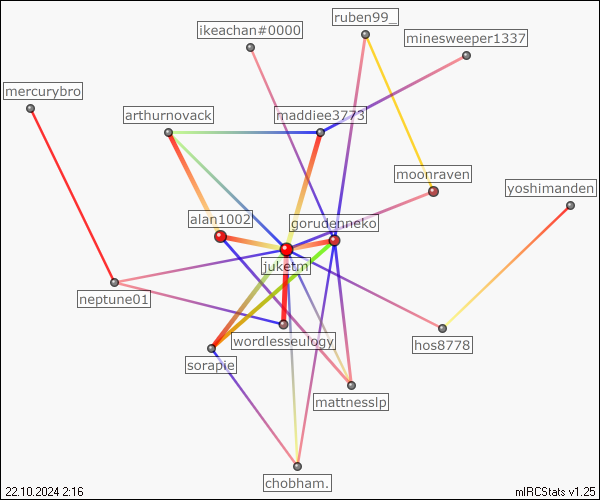 ruben99_
ikeachan#0000
minesweeper1337
mercurybro
arthurnovack
maddiee3773
moonraven
yoshimanden
alan1002
gorudenneko
juketm
neptune01
wordlesseulogy
hos8778
sorapie
mattnesslp
chobham.
22.10.2024 2:16
mIRCStats v1.25